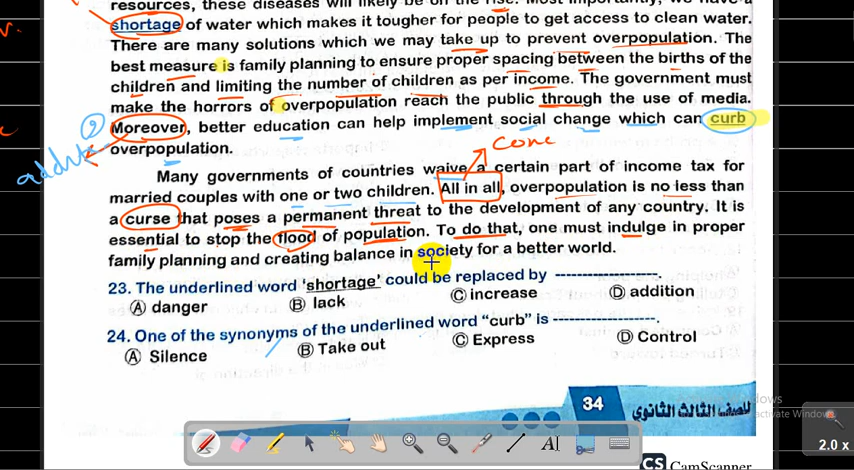 resources, these diseases will likely be on the rise. Most importantly, we have a
shortage of water which makes it tougher for people to get access to clean water.
There are many solutions which we may take up to prevent overpopulation. The
best measure is family planning to ensure proper spacing between the births of the
children and limiting the number of children as per income. The government must
make the horrors of overpopulation reach the public through the use of media.
Moreover, better education can help implement social change which can curb
overpopulation.
Conc
Many governments of countries waive a certain part of income tax for
married couples with one or two children. All in all, overpopulation is no less than
a curse that poses a permanent threat to the development of any country. It is
essential to stop the flood of population. To do that, one must indulge in proper
family planning and creating balance in society for a better world.
23. The underlined word 'shortage' could be replaced by --------------------.
Ⓐ danger Ⓑ lack Ⓒ increase Ⓓ addition
24. One of the synonyms of the underlined word "curb" is --------------------.
Ⓐ Silence Ⓑ Take out Ⓒ Express Ⓓ Control
34
للصف الثالث الثانوي
2.0 x
CS CamScanner